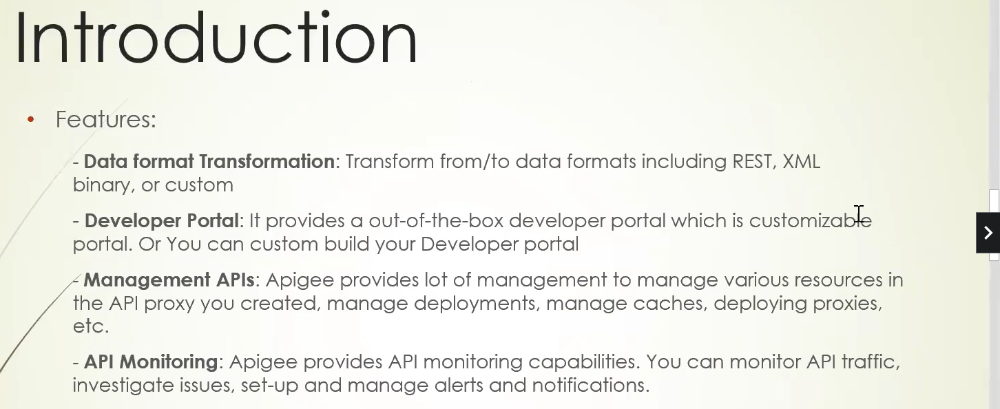 Introduction
• Features:
- Data format Transformation: Transform from/to data formats including REST, XML
binary, or custom
- Developer Portal: It provides a out-of-the-box developer portal which is customizable
portal. Or You can custom build your Developer portal
- Management APIs: Apigee provides lot of management to manage various resources in
the API proxy you created, manage deployments, manage caches, deploying proxies,
etc.
- API Monitoring: Apigee provides API monitoring capabilities. You can monitor API traffic,
investigate issues, set-up and manage alerts and notifications.